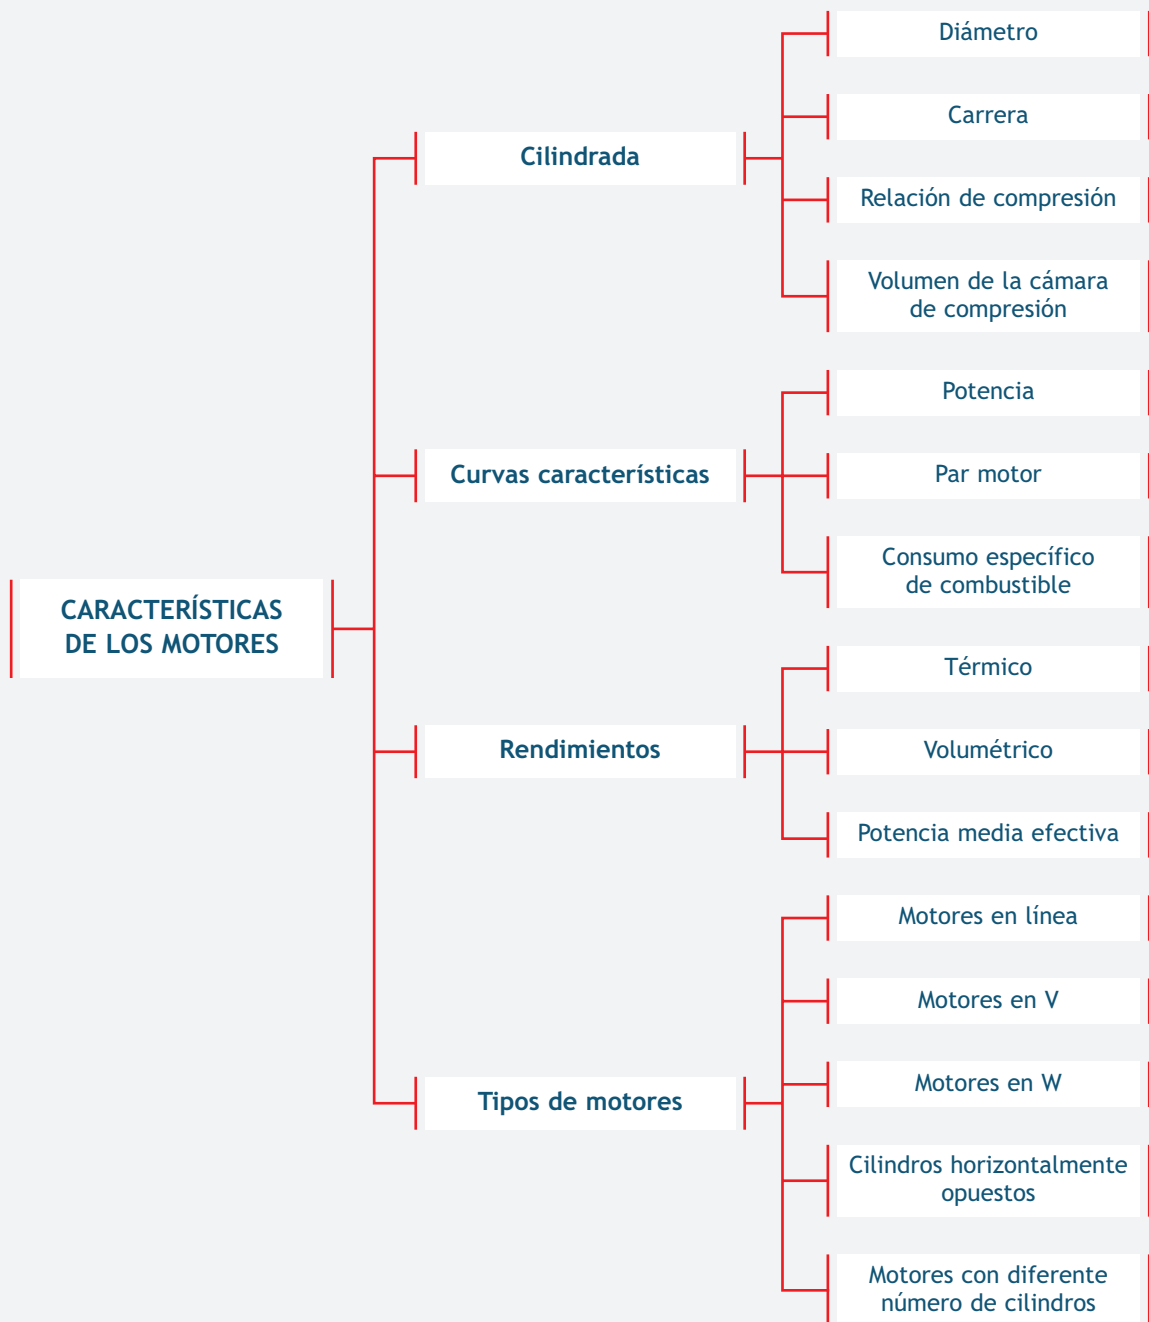 CARACTERÍSTICAS
DE LOS MOTORES
Cilindrada
Diámetro
Carrera
Relación de compresión
Volumen de la cámara
de compresión
Curvas características
Potencia
Par motor
Consumo específico
de combustible
Rendimientos
Térmico
Volumétrico
Potencia media efectiva
Tipos de motores
Motores en línea
Motores en V
Motores en W
Cilindros horizontalmente
opuestos
Motores con diferente
número de cilindros